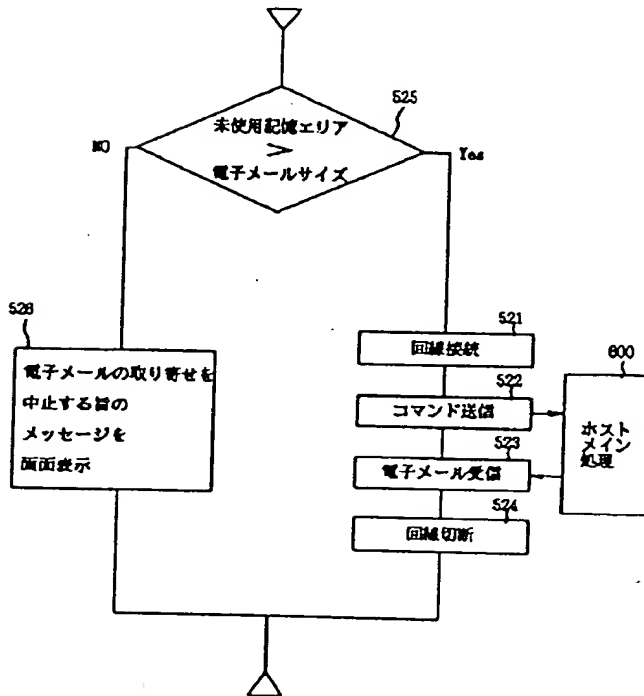 525
未使用記憶エリア
>
電子メールサイズ
NO
Yes
526
電子メールの取り寄せを
中止する旨の
メッセージを
画面表示
521
回線接続
522
コマンド送信
523
電子メール受信
524
回線切断
600
ホスト
メイン
処理